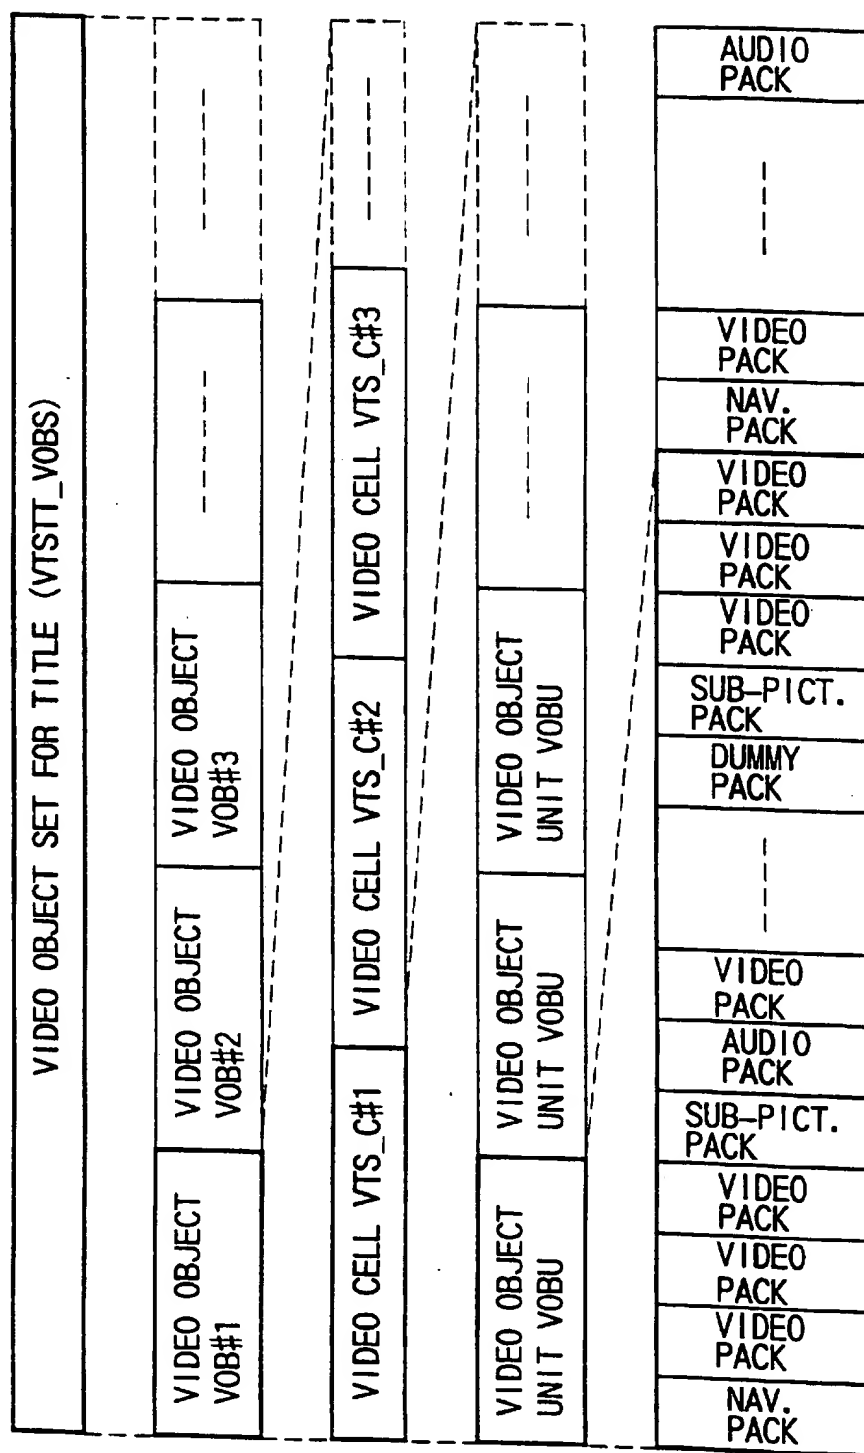 VIDEO OBJECT SET FOR TITLE (VTSTT_VOBS)
VIDEO OBJECT
VOB#1
VIDEO OBJECT
VOB#2
VIDEO OBJECT
VOB#3
VIDEO CELL VTS_C#1
VIDEO CELL VTS_C#2
VIDEO CELL VTS_C#3
VIDEO OBJECT
UNIT VOBU
VIDEO OBJECT
UNIT VOBU
VIDEO OBJECT
UNIT VOBU
AUDIO
PACK
VIDEO
PACK
NAV.
PACK
VIDEO
PACK
VIDEO
PACK
VIDEO
PACK
SUB-PICT.
PACK
DUMMY
PACK
VIDEO
PACK
AUDIO
PACK
SUB-PICT.
PACK
VIDEO
PACK
VIDEO
PACK
VIDEO
PACK
NAV.
PACK